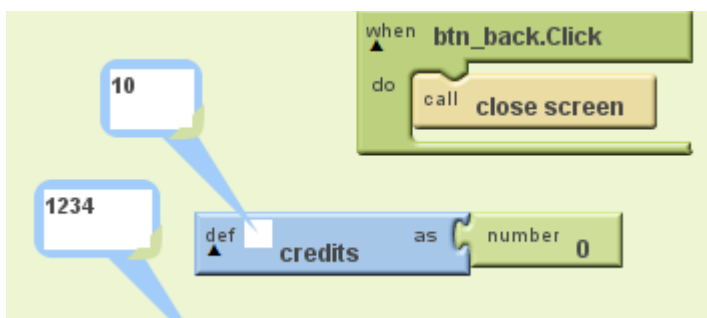 when btn_back.Click
do
call close screen
10
1234
def credits as number 0